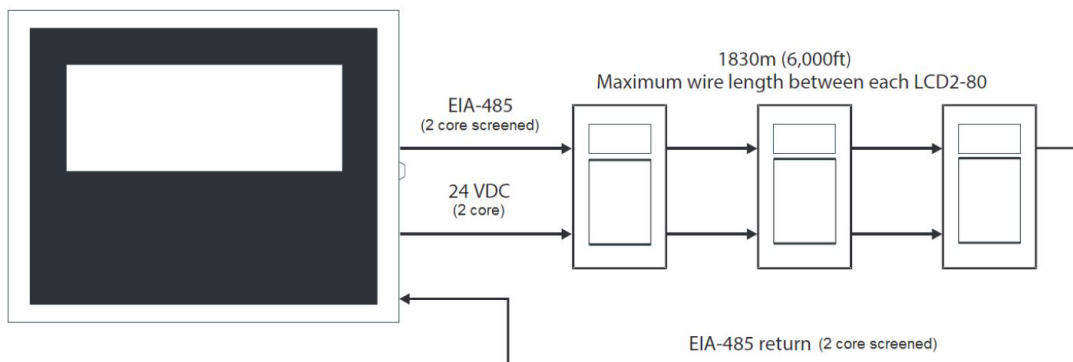 1830m (6,000ft)
Maximum wire length between each LCD2-80
EIA-485
(2 core screened)
24 VDC
(2 core)
EIA-485 return (2 core screened)